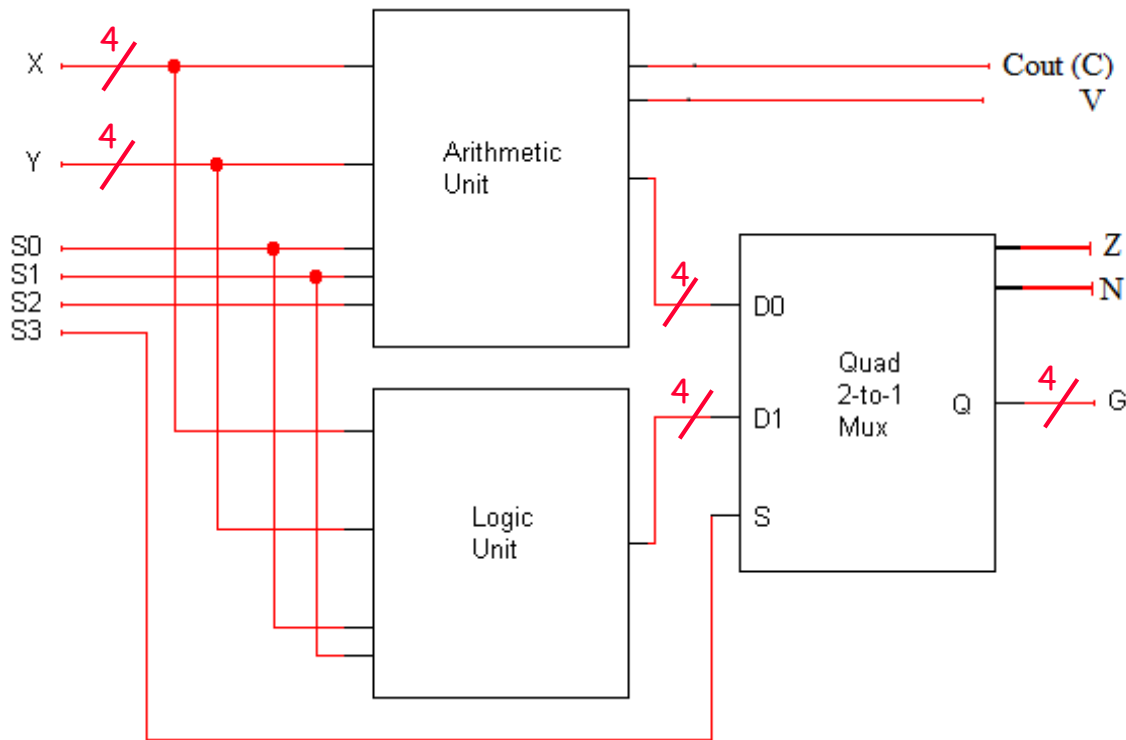 4
X
4
Y
S0
S1
S2
S3
Arithmetic
Unit
Cout (C)
V
4
D0
4
D1
S
Quad
2-to-1
Mux
Q
Z
N
4
G
Logic
Unit